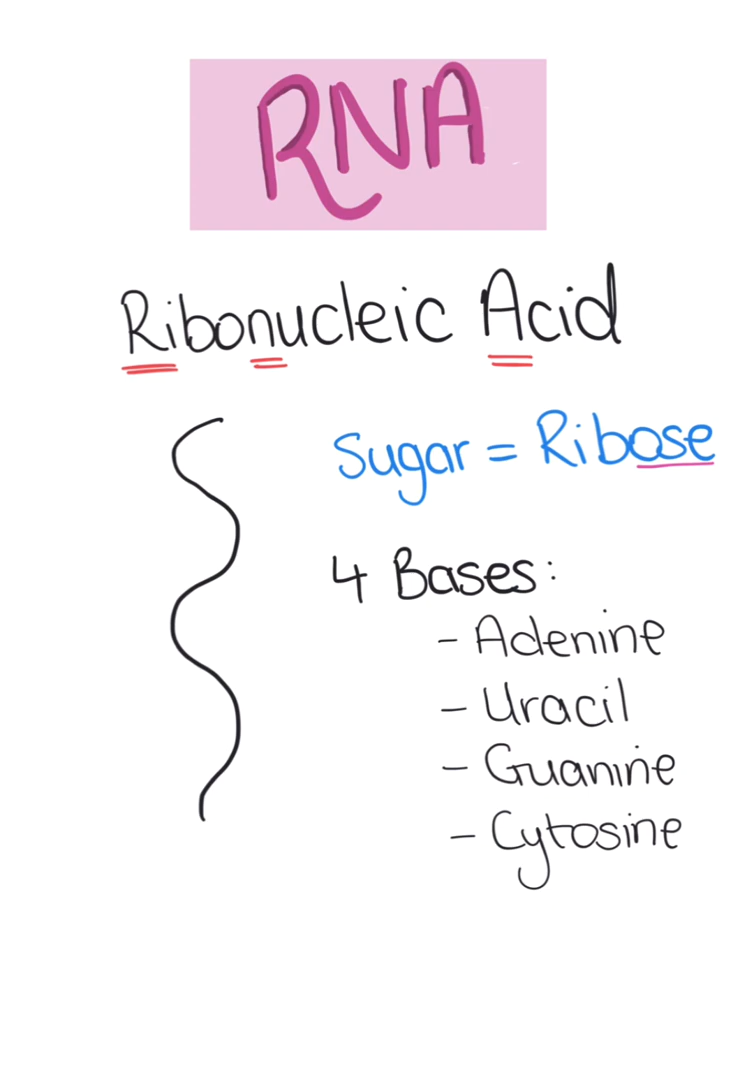 RNA
Ribonucleic Acid
Sugar = Ribose
4 Bases:
- Adenine
- Uracil
- Guanine
- Cytosine